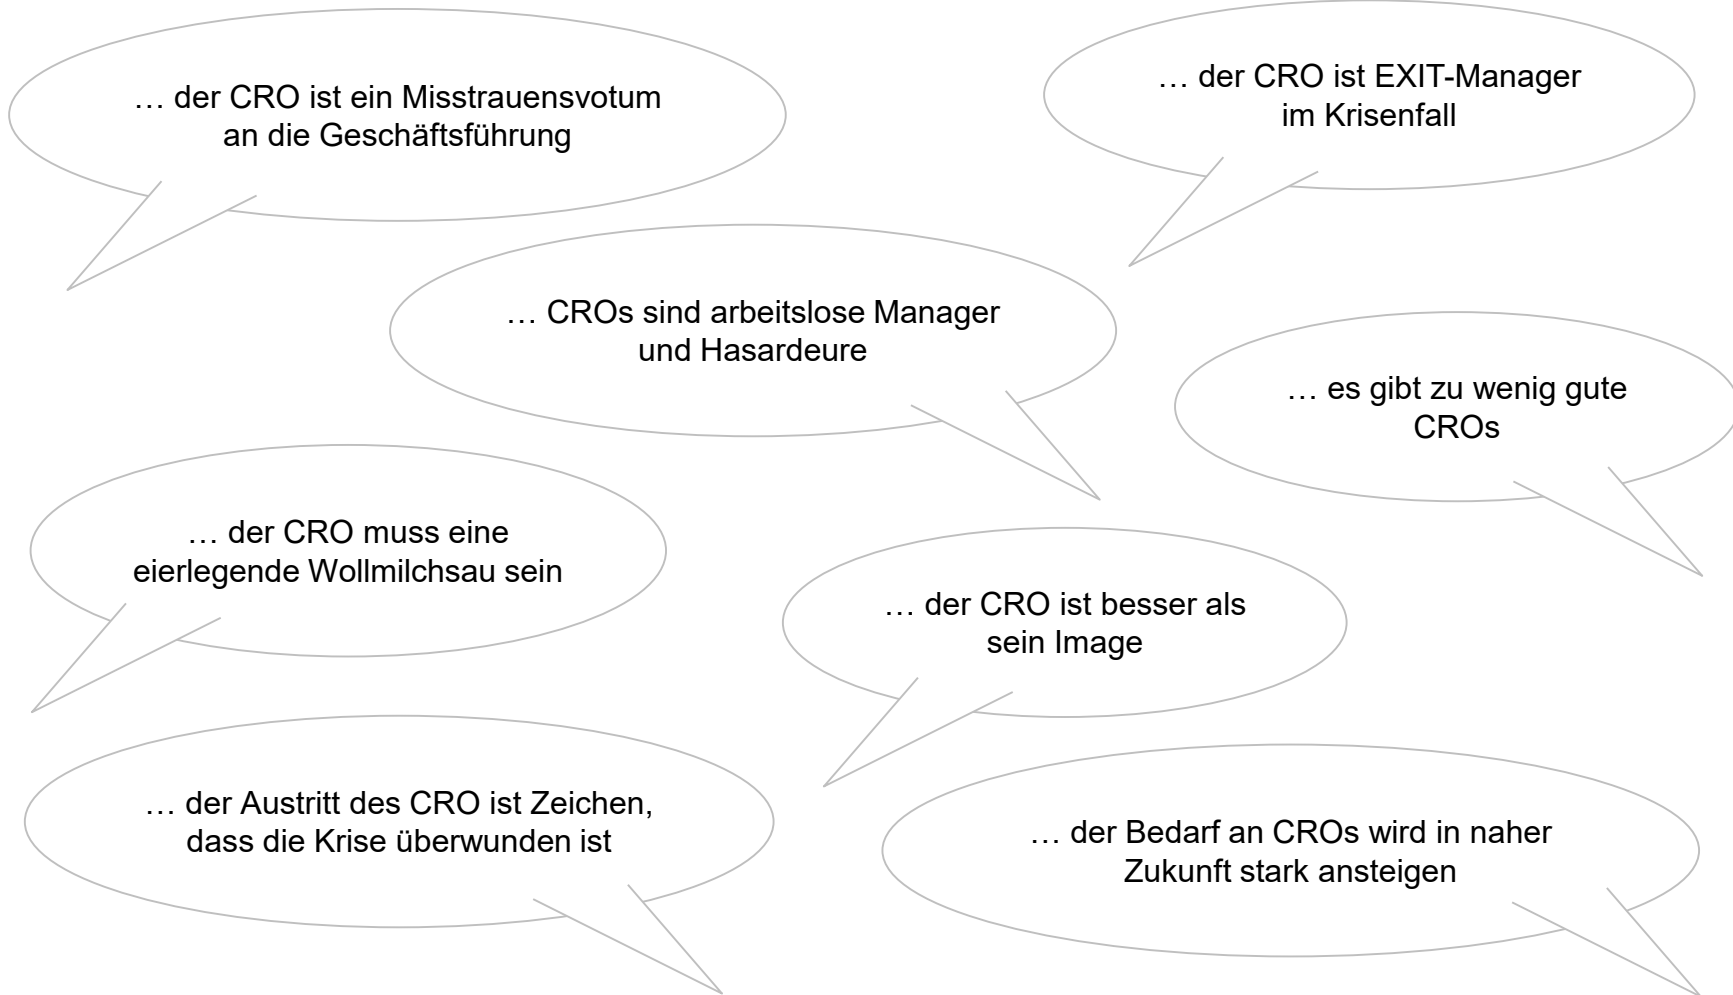 … der CRO ist ein Misstrauensvotum
an die Geschäftsführung
… der CRO ist EXIT-Manager
im Krisenfall
… CROs sind arbeitslose Manager
und Hasardeure
… es gibt zu wenig gute
CROs
… der CRO muss eine
eierlegende Wollmilchsau sein
… der CRO ist besser als
sein Image
… der Austritt des CRO ist Zeichen,
dass die Krise überwunden ist
… der Bedarf an CROs wird in naher
Zukunft stark ansteigen